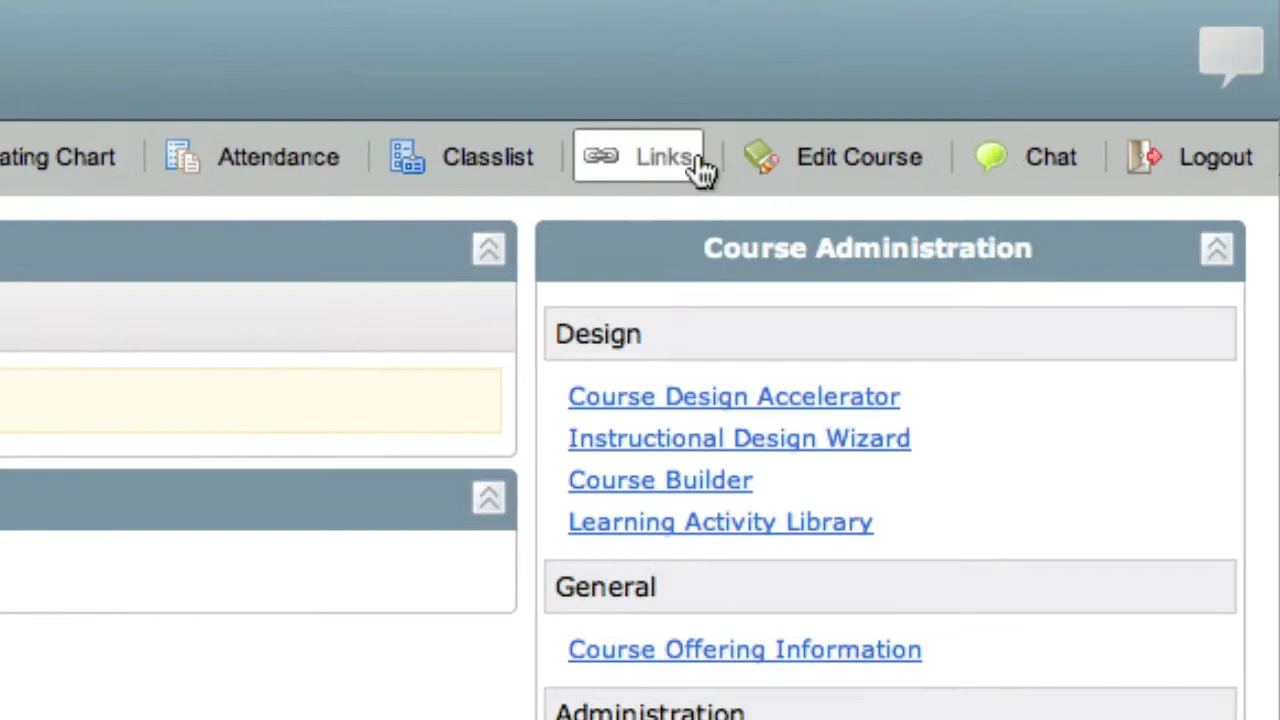 ating Chart Attendance Classlist Links Edit Course Chat Logout
Course Administration
Design
Course Design Accelerator
Instructional Design Wizard
Course Builder
Learning Activity Library
General
Course Offering Information
Administration